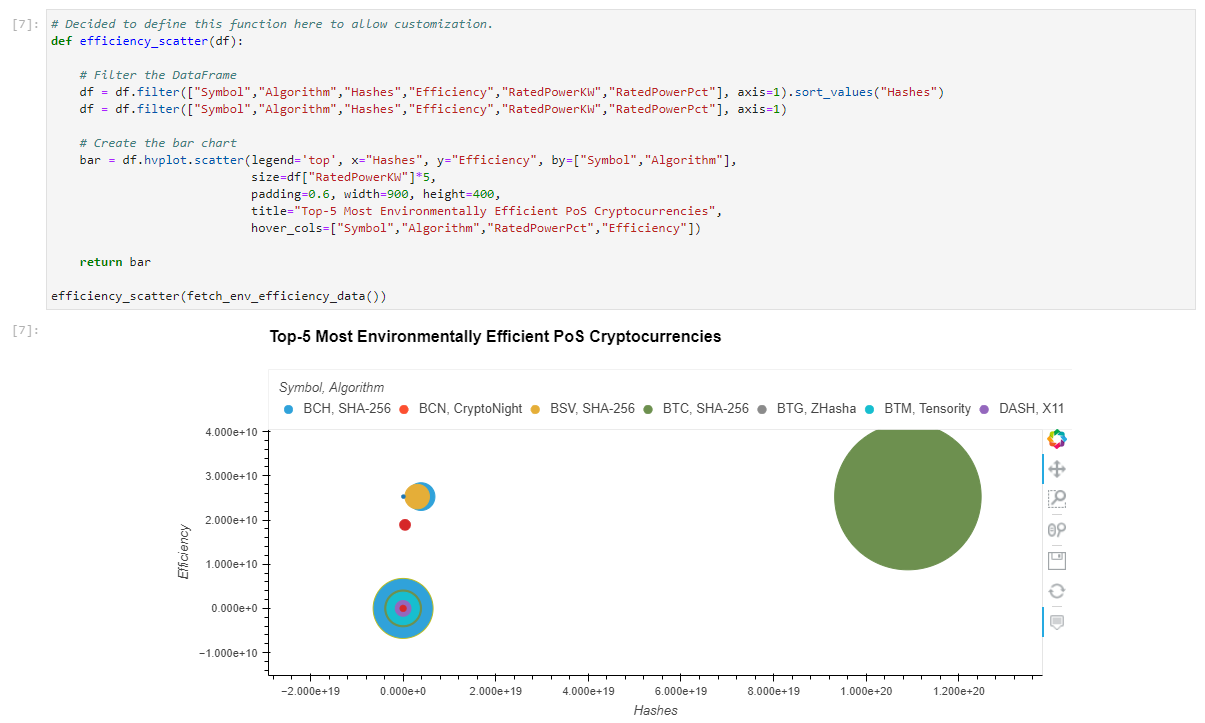 [7]: # Decided to define this function here to allow customization.
def efficiency_scatter(df):
# Filter the DataFrame
df = df.filter(["Symbol","Algorithm","Hashes","Efficiency","RatedPowerKW","RatedPowerPct"], axis=1).sort_values("Hashes")
df = df.filter(["Symbol","Algorithm","Hashes","Efficiency","RatedPowerKW","RatedPowerPct"], axis=1)
# Create the bar chart
bar = df.hvplot.scatter(legend='top', x="Hashes", y="Efficiency", by=["Symbol","Algorithm"],
size=df["RatedPowerKW"]*5,
padding=0.6, width=900, height=400,
title="Top-5 Most Environmentally Efficient PoS Cryptocurrencies",
hover_cols=["Symbol","Algorithm","RatedPowerPct","Efficiency"])
return bar
efficiency_scatter(fetch_env_efficiency_data())
[7]:
Top-5 Most Environmentally Efficient PoS Cryptocurrencies
Symbol, Algorithm
BCH, SHA-256 BCN, CryptoNight BSV, SHA-256 BTC, SHA-256 BTG, ZHasha BTM, Tensority DASH, X11
4.000e+10
3.000e+10
2.000e+10
1.000e+10
0.000e+0
−1.000e+10
Efficiency
−2.000e+19 0.000e+0 2.000e+19 4.000e+19 6.000e+19 8.000e+19 1.000e+20 1.200e+20
Hashes